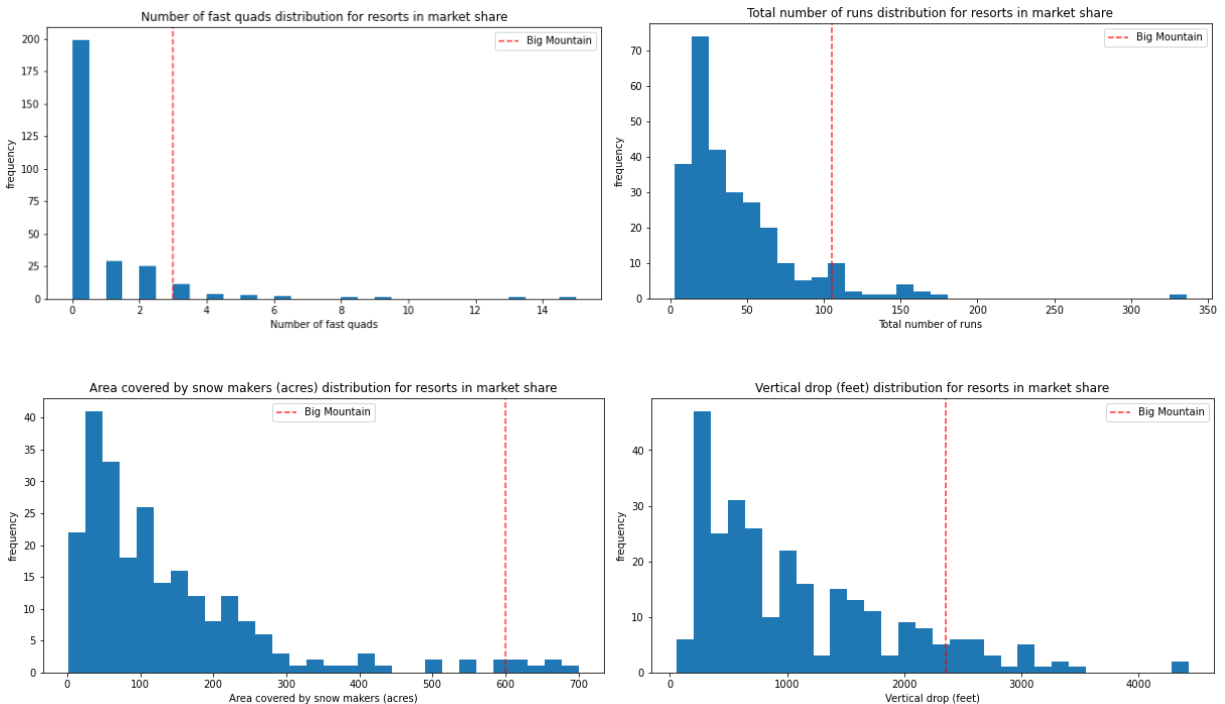 Number of fast quads distribution for resorts in market share
Big Mountain
200
175
150
125
100
75
50
25
0
frequency
0 2 4 6 8 10 12 14
Number of fast quads
Total number of runs distribution for resorts in market share
Big Mountain
70
60
50
40
30
20
10
0
frequency
0 50 100 150 200 250 300 350
Total number of runs
Area covered by snow makers (acres) distribution for resorts in market share
Big Mountain
40
35
30
25
20
15
10
5
0
frequency
0 100 200 300 400 500 600 700
Area covered by snow makers (acres)
Vertical drop (feet) distribution for resorts in market share
Big Mountain
40
30
20
10
0
frequency
0 1000 2000 3000 4000
Vertical drop (feet)